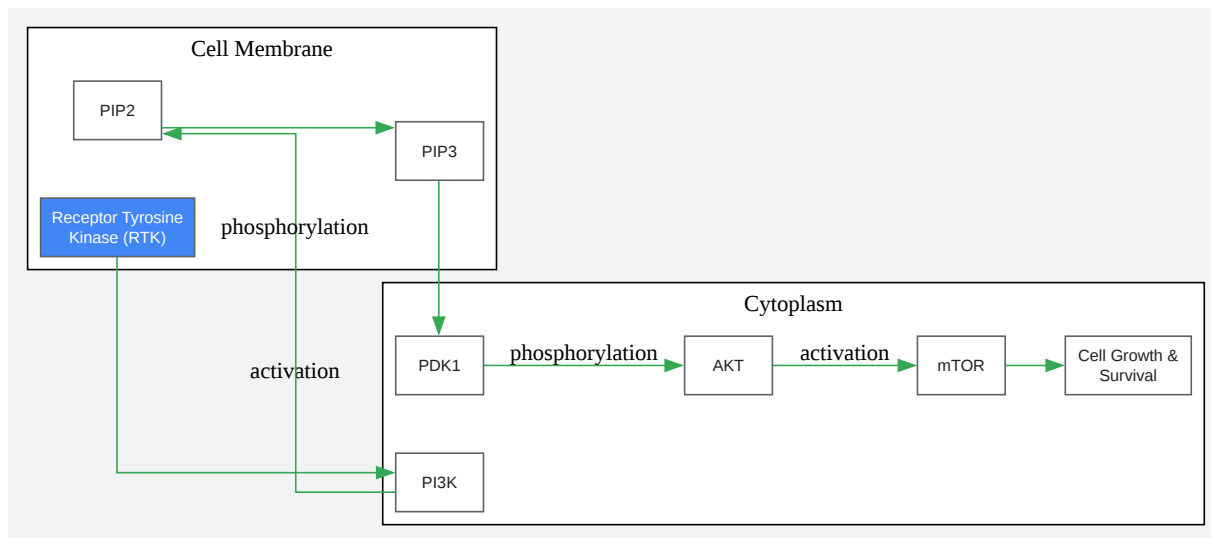 Cell Membrane
PIP2
PIP3
Receptor Tyrosine
Kinase (RTK)
phosphorylation
Cytoplasm
PDK1
phosphorylation
AKT
activation
mTOR
Cell Growth &
Survival
activation
PI3K